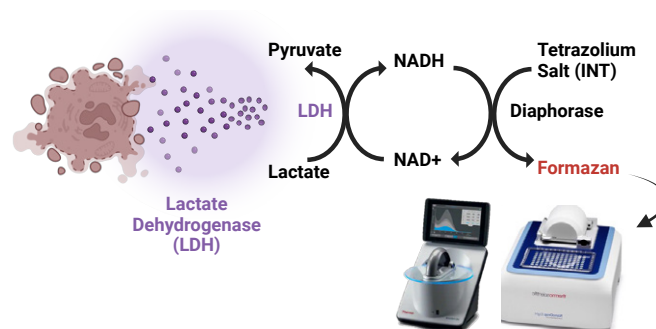 Pyruvate
NADH
Tetrazolium
Salt (INT)
LDH
Diaphorase
Lactate
NAD+
Formazan
Lactate
Dehydrogenase
(LDH)